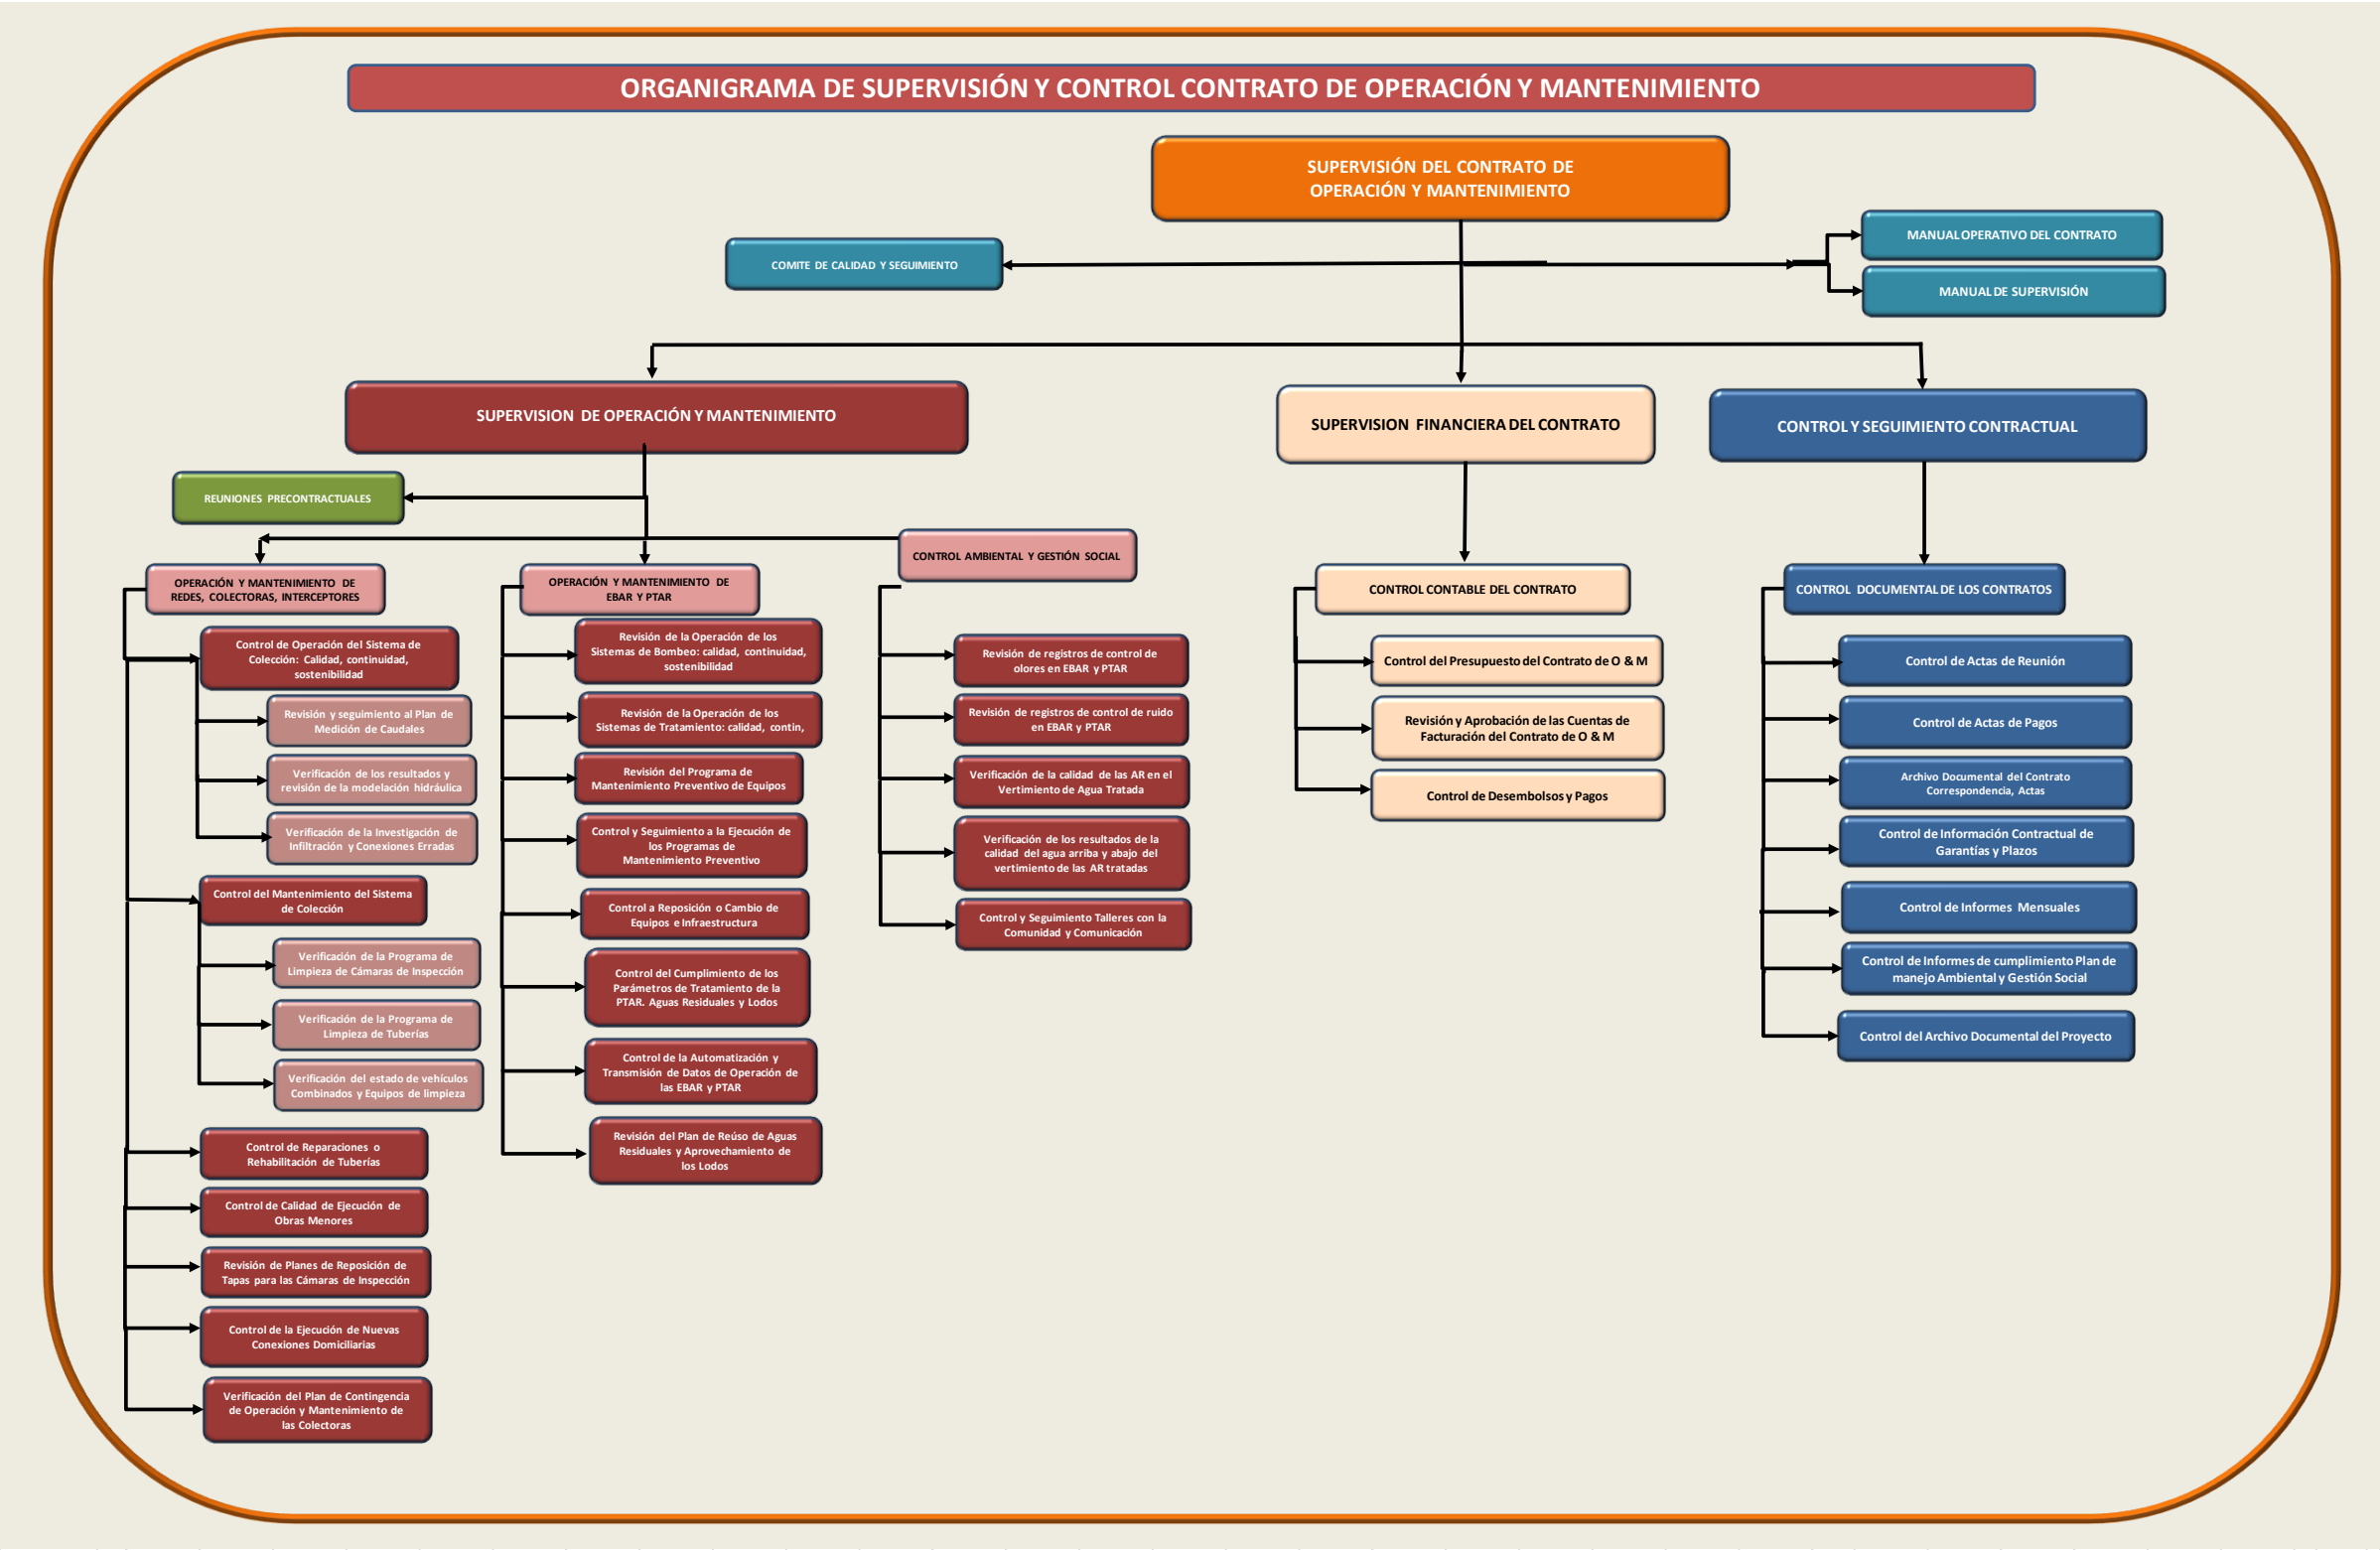 ORGANIGRAMA DE SUPERVISIÓN Y CONTROL CONTRATO DE OPERACIÓN Y MANTENIMIENTO
SUPERVISIÓN DEL CONTRATO DE
OPERACIÓN Y MANTENIMIENTO
COMITE DE CALIDAD Y SEGUIMIENTO
MANUAL OPERATIVO DEL CONTRATO
MANUAL DE SUPERVISIÓN
SUPERVISION DE OPERACIÓN Y MANTENIMIENTO
SUPERVISION FINANCIERA DEL CONTRATO
CONTROL Y SEGUIMIENTO CONTRACTUAL
REUNIONES PRECONTRACTUALES
OPERACIÓN Y MANTENIMIENTO DE
REDES, COLECTORAS, INTERCEPTORES
Control de Operación del Sistema de
Colección: Calidad, continuidad,
sostenibilidad
Revisión y seguimiento al Plan de
Medición de Caudales
Verificación de los resultados y
revisión de la modelación hidráulica
Verificación de la Investigación de
Infiltración y Conexiones Erradas
Control del Mantenimiento del Sistema
de Colección
Verificación de la Programa de
Limpieza de Cámaras de Inspección
Verificación de la Programa de
Limpieza de Tuberías
Verificación del estado de vehículos
Combinados y Equipos de limpieza
Control de Reparaciones o
Rehabilitación de Tuberías
Control de Calidad de Ejecución de
Obras Menores
Revisión de Planes de Reposición de
Tapas para las Cámaras de Inspección
Control de la Ejecución de Nuevas
Conexiones Domiciliarias
Verificación del Plan de Contingencia
de Operación y Mantenimiento de
las Colectoras
OPERACIÓN Y MANTENIMIENTO DE
EBAR Y PTAR
Revisión de la Operación de los
Sistemas de Bombeo: calidad, continuidad,
sostenibilidad
Revisión de la Operación de los
Sistemas de Tratamiento: calidad, contin,
Revisión del Programa de
Mantenimiento Preventivo de Equipos
Control y Seguimiento a la Ejecución de
los Programas de
Mantenimiento Preventivo
Control a Reposición o Cambio de
Equipos e Infraestructura
Control del Cumplimiento de los
Parámetros de Tratamiento de la
PTAR. Aguas Residuales y Lodos
Control de la Automatización y
Transmisión de Datos de Operación de
las EBAR y PTAR
Revisión del Plan de Reúso de Aguas
Residuales y Aprovechamiento de
los Lodos
CONTROL AMBIENTAL Y GESTIÓN SOCIAL
Revisión de registros de control de
olores en EBAR y PTAR
Revisión de registros de control de ruido
en EBAR y PTAR
Verificación de la calidad de las AR en el
Vertimiento de Agua Tratada
Verificación de los resultados de la
calidad del agua arriba y abajo del
vertimiento de las AR tratadas
Control y Seguimiento Talleres con la
Comunidad y Comunicación
CONTROL CONTABLE DEL CONTRATO
Control del Presupuesto del Contrato de O & M
Revisión y Aprobación de las Cuentas de
Facturación del Contrato de O & M
Control de Desembolsos y Pagos
CONTROL DOCUMENTAL DE LOS CONTRATOS
Control de Actas de Reunión
Control de Actas de Pagos
Archivo Documental del Contrato
Correspondencia, Actas
Control de Información Contractual de
Garantías y Plazos
Control de Informes Mensuales
Control de Informes de cumplimiento Plan de
manejo Ambiental y Gestión Social
Control del Archivo Documental del Proyecto